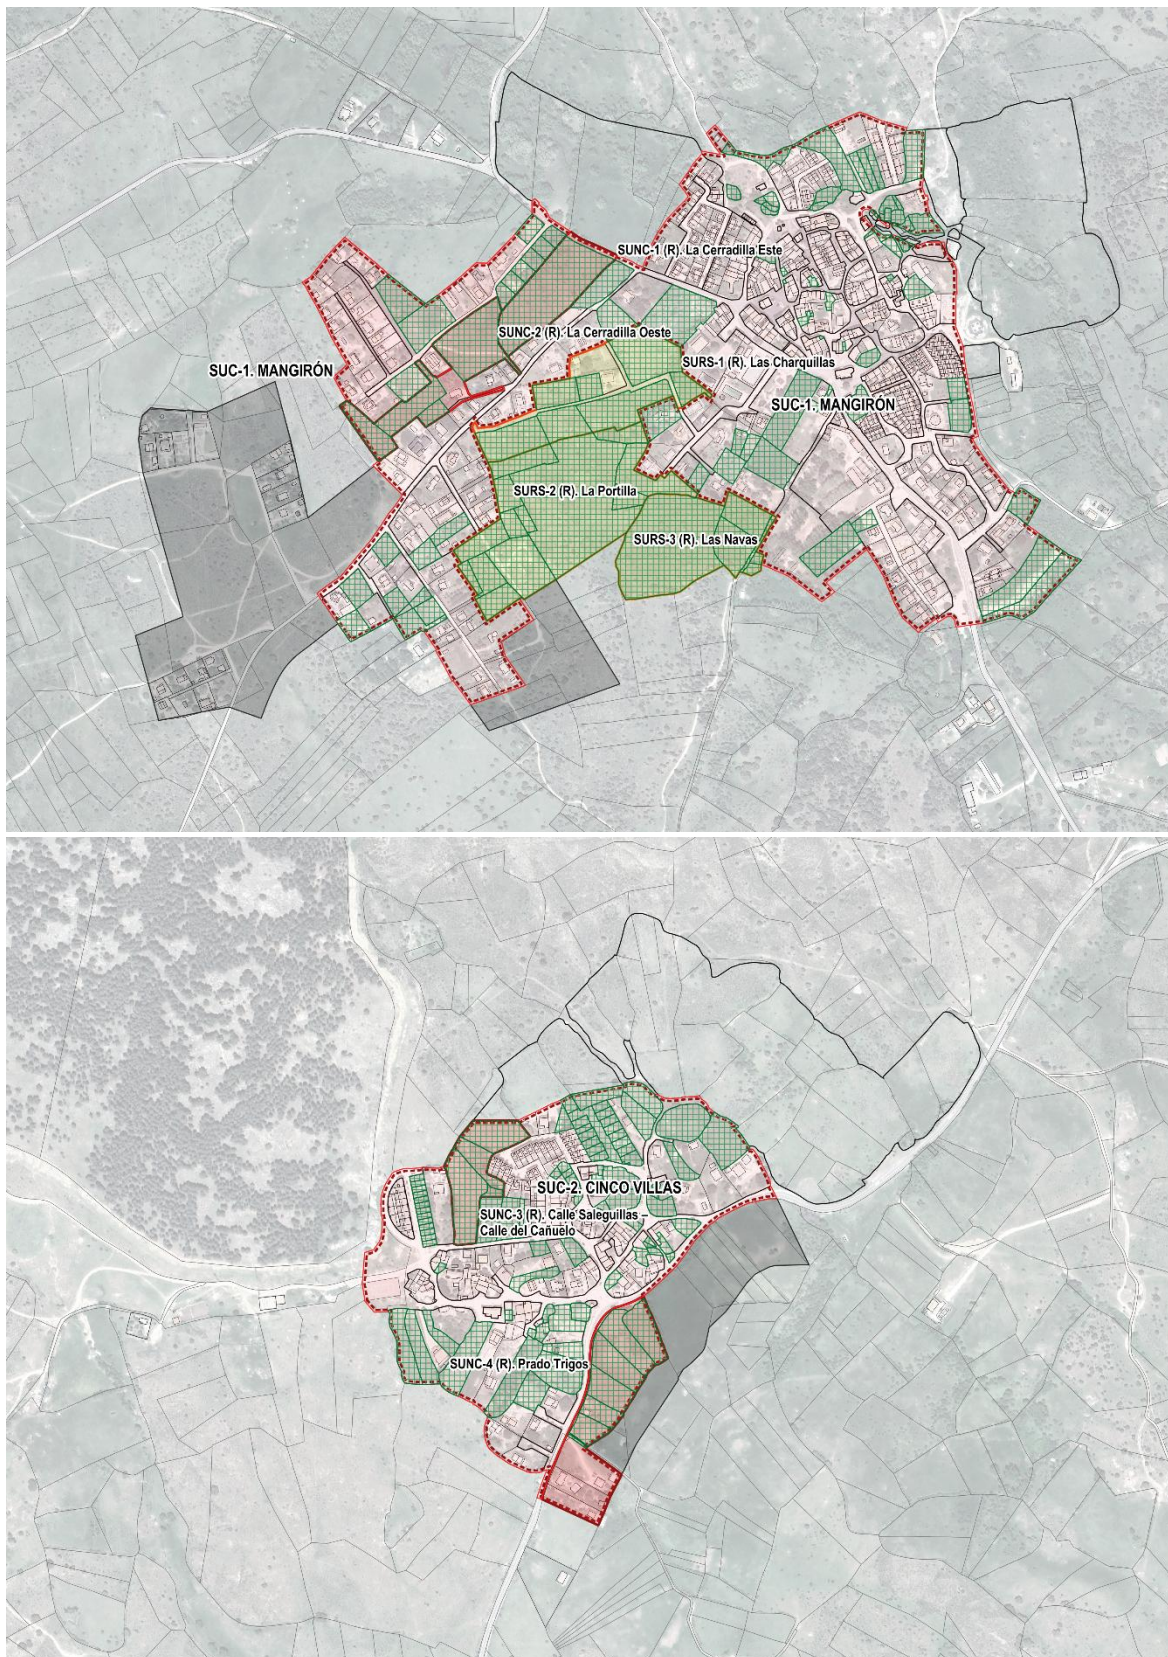 SUNC-1 (R). La Cerradilla Este
SUNC-2 (R). La Cerradilla Oeste
SUC-1. MANGIRÓN
SURS-1 (R). Las Charquillas
SUC-1. MANGIRÓN
SURS-2 (R). La Portilla
SURS-3 (R). Las Navas
SUC-2. CINCO VILLAS
SUNC-3 (R). Calle Saleguillas –
Calle del Cañuelo
SUNC-4 (R). Prado Trigos